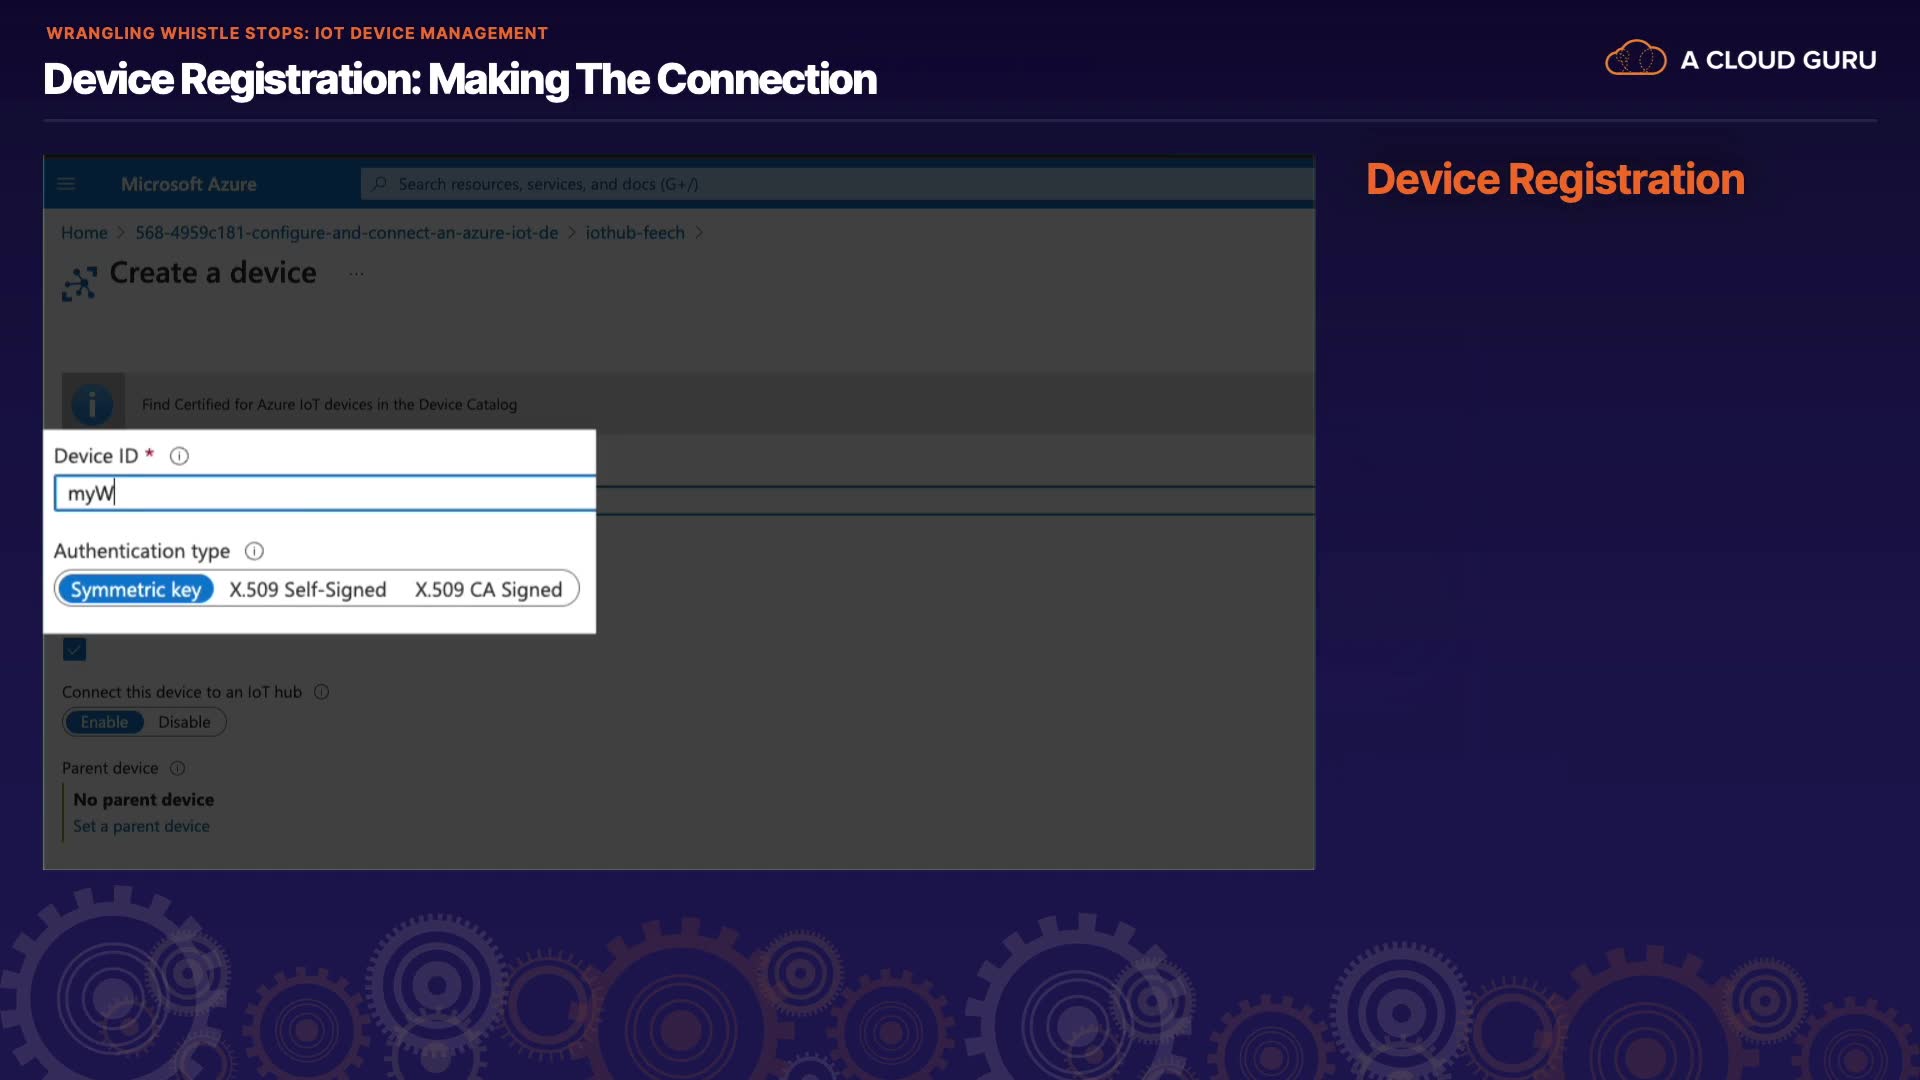 WRANGLING WHISTLE STOPS: IOT DEVICE MANAGEMENT
Device Registration: Making The Connection
A CLOUD GURU
Microsoft Azure
Search resources, services, and docs (G+/)
Home > 568-4959c181-configure-and-connect-an-azure-iot-de > iothub-feech >
Create a device ...
Find Certified for Azure IoT devices in the Device Catalog
Device ID *
myW
Authentication type
Symmetric key X.509 Self-Signed X.509 CA Signed
Connect this device to an IoT hub
Enable Disable
Parent device
No parent device
Set a parent device
Device Registration